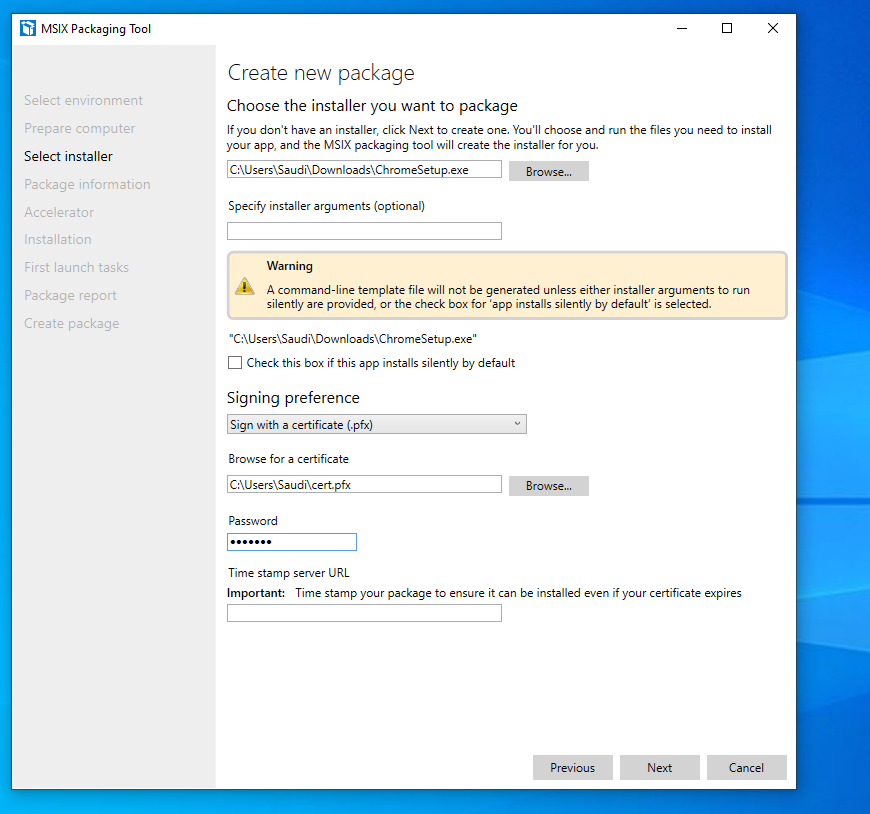 MSIX Packaging Tool
Select environment
Prepare computer
Select installer
Package information
Accelerator
Installation
First launch tasks
Package report
Create package
Create new package
Choose the installer you want to package
If you don't have an installer, click Next to create one. You'll choose and run the files you need to install
your app, and the MSIX packaging tool will create the installer for you.
C:\Users\Saudi\Downloads\ChromeSetup.exe
Browse...
Specify installer arguments (optional)
Warning
A command-line template file will not be generated unless either installer arguments to run
silently are provided, or the check box for 'app installs silently by default' is selected.
"C:\Users\Saudi\Downloads\ChromeSetup.exe"
Check this box if this app installs silently by default
Signing preference
Sign with a certificate (.pfx)
Browse for a certificate
C:\Users\Saudi\cert.pfx
Browse...
Password
•••••••
Time stamp server URL
Important: Time stamp your package to ensure it can be installed even if your certificate expires
Previous
Next
Cancel